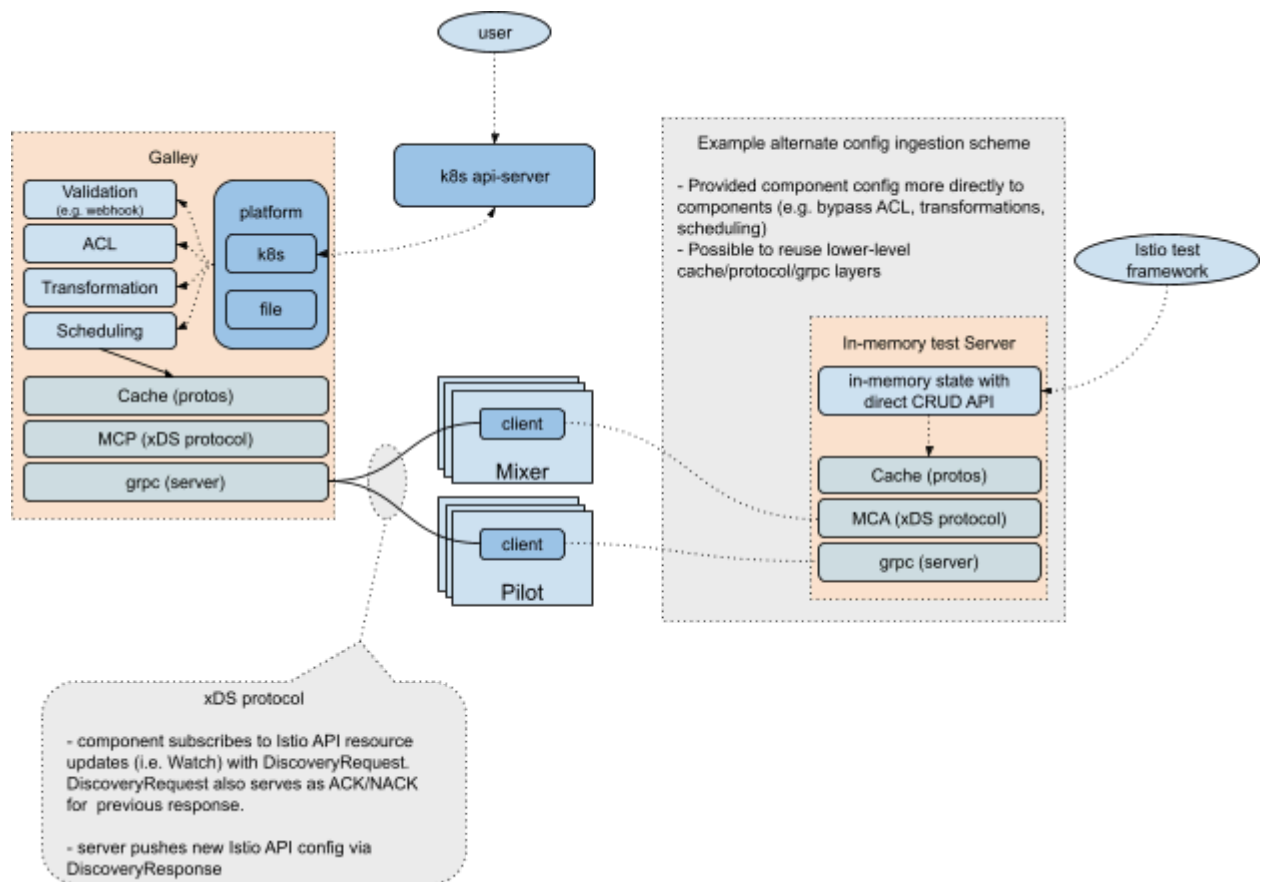 user
Galley
Validation
(e.g. webhook)
ACL
Transformation
Scheduling
platform
k8s
file
Cache (protos)
MCP (xDS protocol)
grpc (server)
k8s api-server
client
Mixer
client
Pilot
Example alternate config ingestion scheme
- Provided component config more directly to
components (e.g. bypass ACL, transformations,
scheduling)
- Possible to reuse lower-level
cache/protocol/grpc layers
Istio test
framework
In-memory test Server
in-memory state with
direct CRUD API
Cache (protos)
MCA (xDS protocol)
grpc (server)
xDS protocol
- component subscribes to Istio API resource
updates (i.e. Watch) with DiscoveryRequest.
DiscoveryRequest also serves as ACK/NACK
for previous response.
- server pushes new Istio API config via
DiscoveryResponse